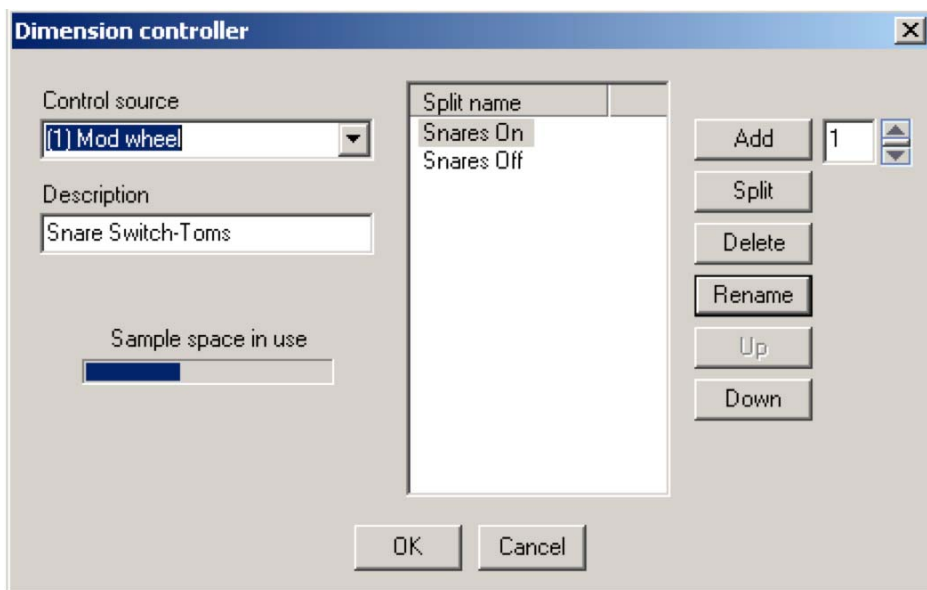 Dimension controller
Control source
(1) Mod wheel
Description
Snare Switch-Toms
Sample space in use
Split name
Snares On
Snares Off
Add
1
Split
Delete
Rename
Up
Down
OK
Cancel